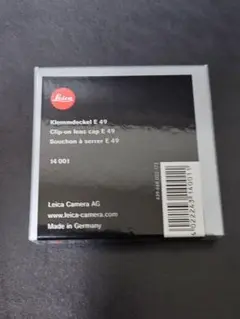 Leica
Klemmdeckel E 49
Clip-on lens cap E 49
Bouchon à serrer E 49
14 001
Leica Camera AG
www.leica-camera.com
Made in Germany